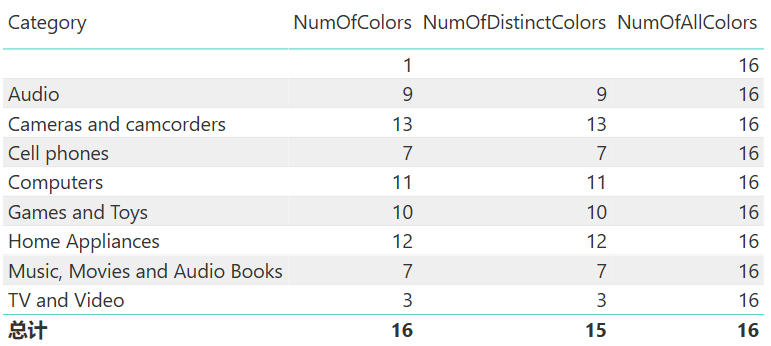 Category NumOfColors NumOfDistinctColors NumOfAllColors
1 16
Audio 9 9 16
Cameras and camcorders 13 13 16
Cell phones 7 7 16
Computers 11 11 16
Games and Toys 10 10 16
Home Appliances 12 12 16
Music, Movies and Audio Books 7 7 16
TV and Video 3 3 16
总计 16 15 16